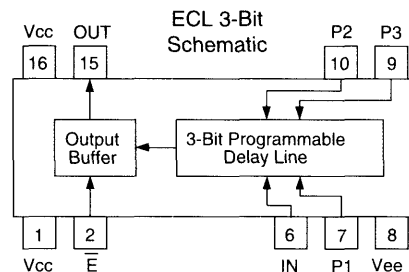 ECL 3-Bit
Schematic
Vcc OUT P2 P3
16 15 10 9
Output
Buffer
3-Bit Programmable
Delay Line
1 2 6 7 8
Vcc E̅ IN P1 Vee